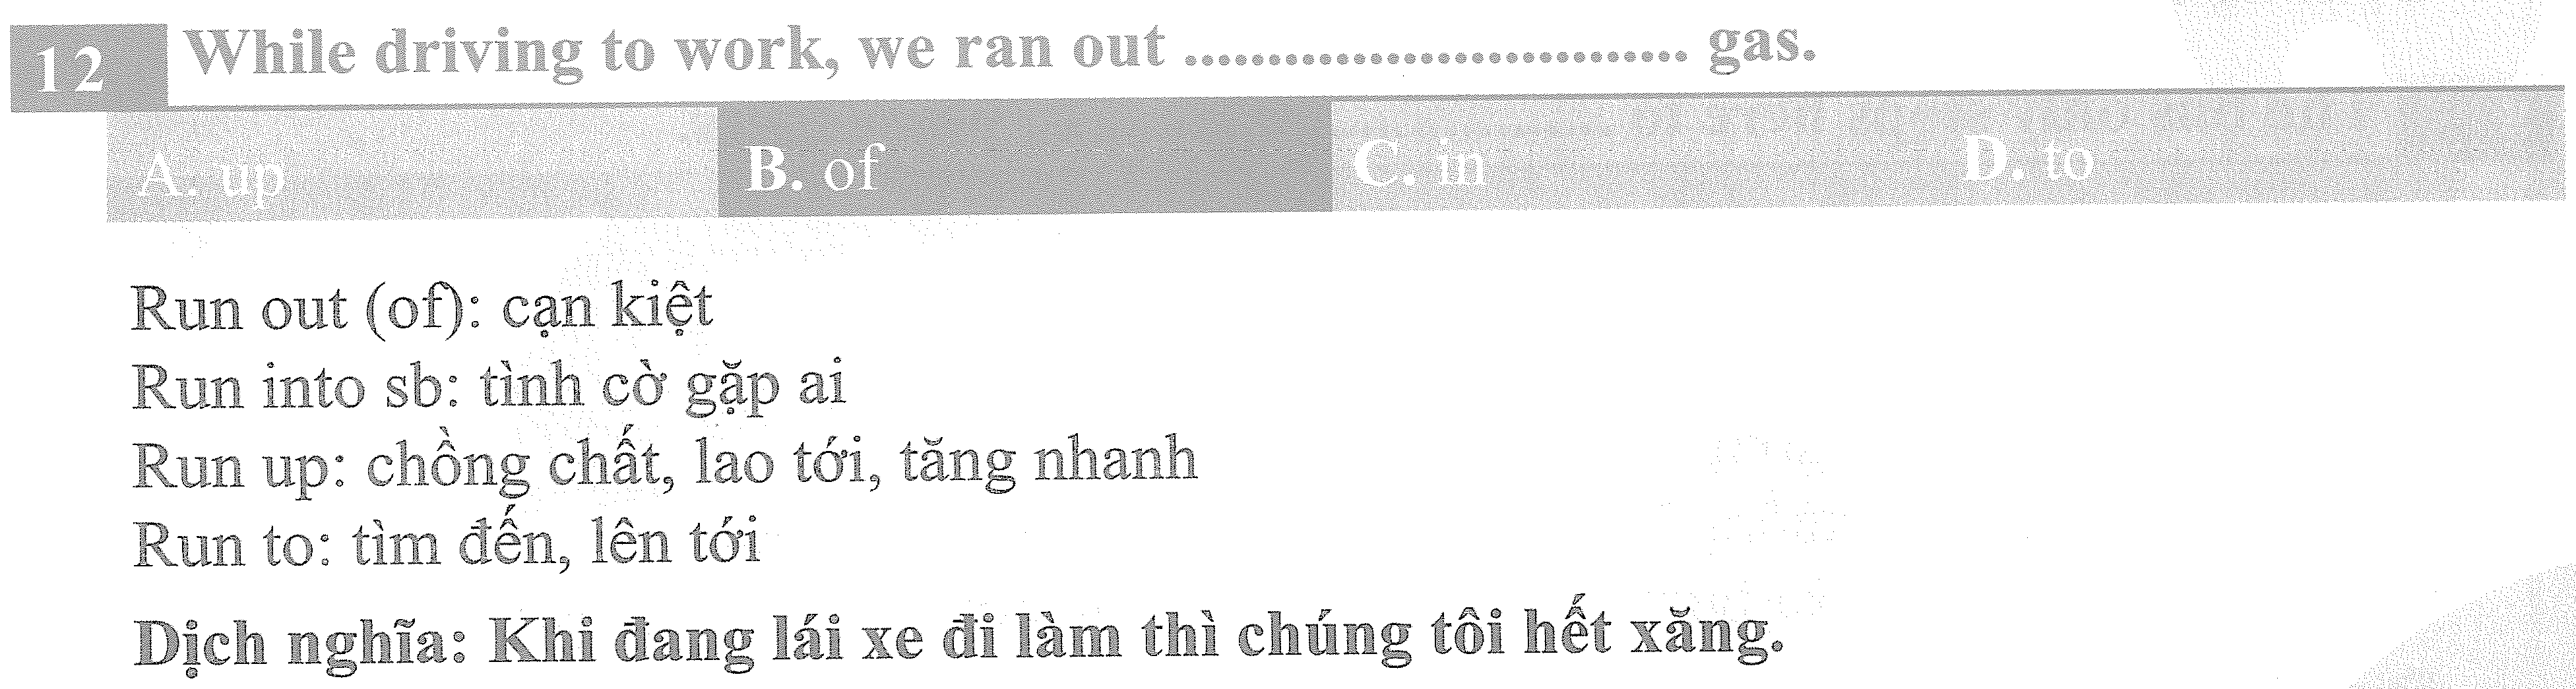 12 While driving to work, we ran out ............................ gas.
A. up B. of C. in D. to
Run out (of): cạn kiệt
Run into sb: tình cờ gặp ai
Run up: chồng chất, lao tới, tăng nhanh
Run to: tìm đến, lên tới
Dịch nghĩa: Khi đang lái xe đi làm thì chúng tôi hết xăng.